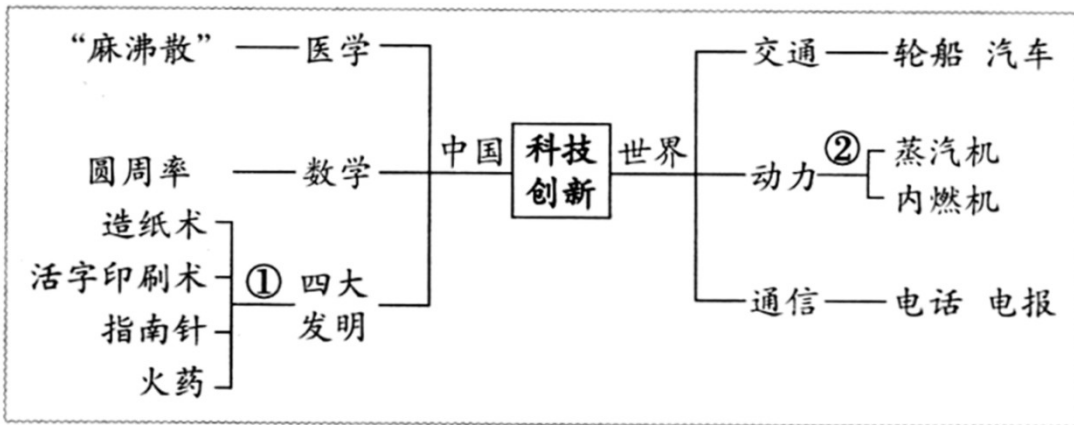 “麻沸散” 医学
圆周率 数学
造纸术
活字印刷术
指南针
火药
① 四大
发明
中国
科技
创新
世界
交通 轮船 汽车
动力 ② 蒸汽机
内燃机
通信 电话 电报